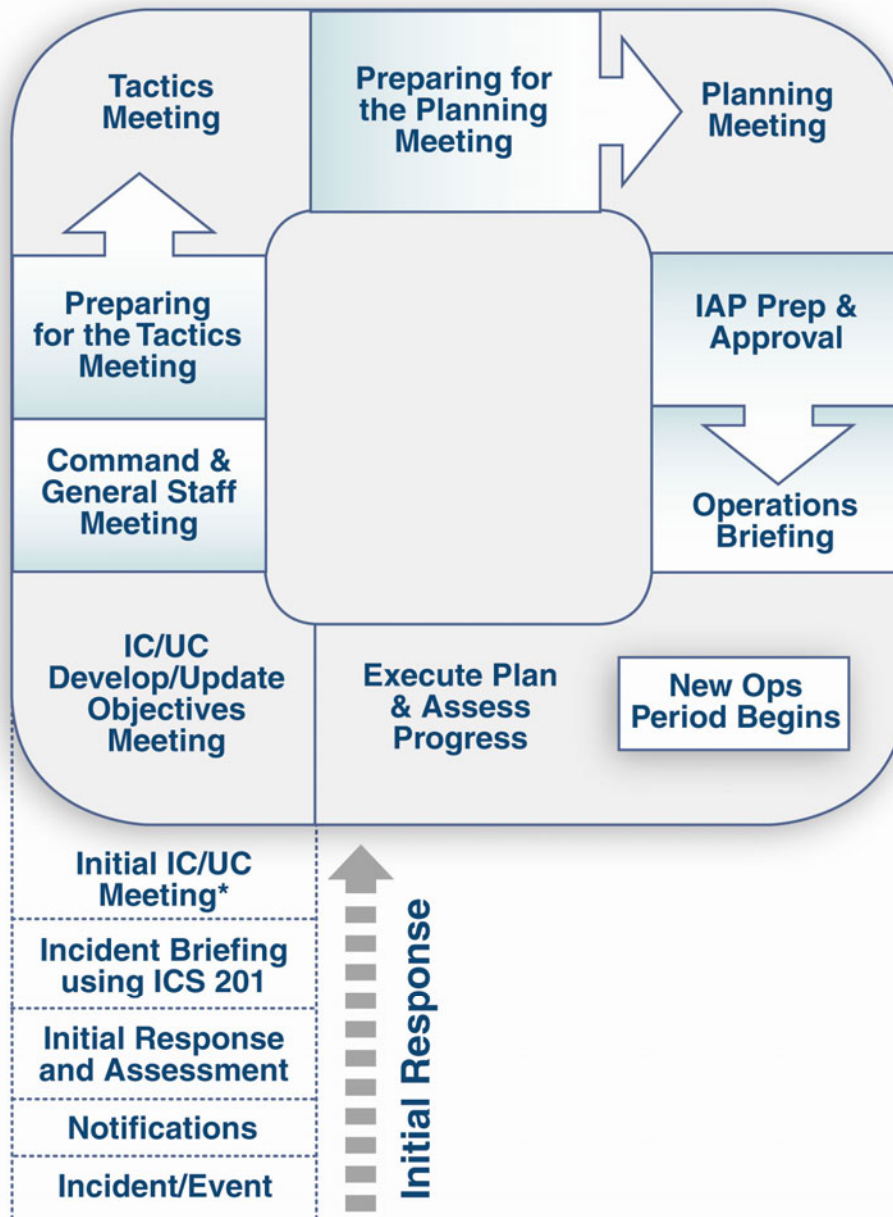 Tactics
Meeting
Preparing for
the Planning
Meeting
Planning
Meeting
Preparing
for the Tactics
Meeting
IAP Prep &
Approval
Command &
General Staff
Meeting
Operations
Briefing
IC/UC
Develop/Update
Objectives
Meeting
Execute Plan
& Assess
Progress
New Ops
Period Begins
Initial IC/UC
Meeting*
Incident Briefing
using ICS 201
Initial Response
and Assessment
Notifications
Incident/Event
Initial Response